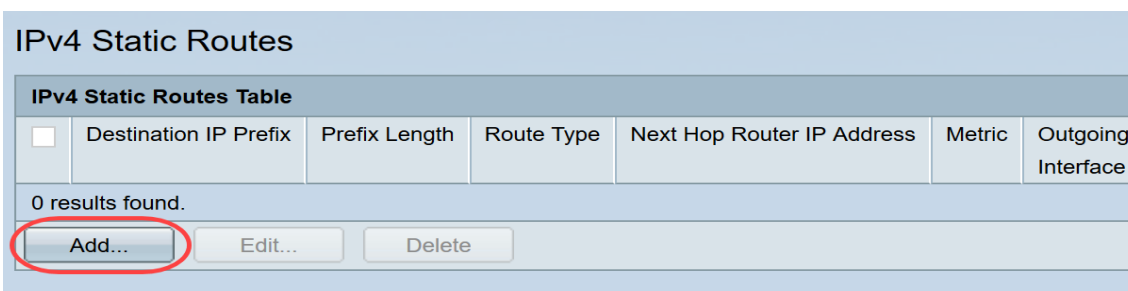 IPv4 Static Routes
IPv4 Static Routes Table
Destination IP Prefix Prefix Length Route Type Next Hop Router IP Address Metric Outgoing
Interface
0 results found.
Add... Edit... Delete